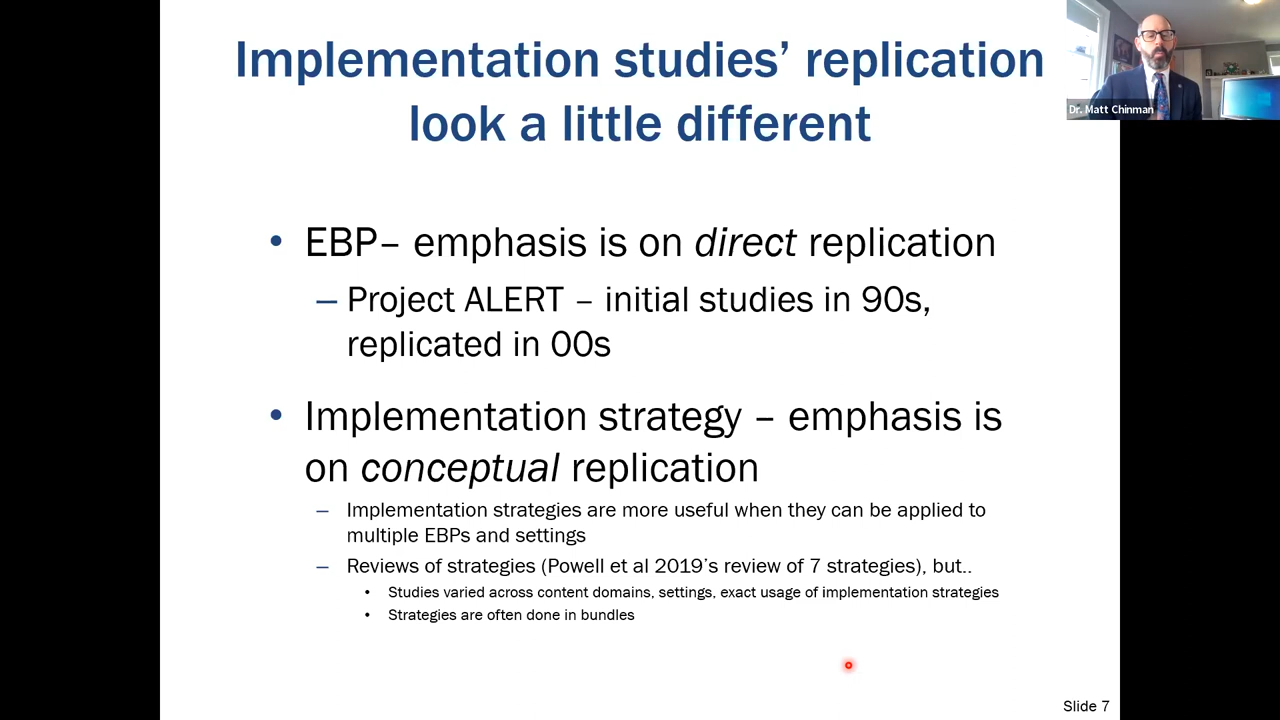 Implementation studies’ replication
look a little different
Dr. Matt Chinman
• EBP– emphasis is on direct replication
– Project ALERT – initial studies in 90s,
replicated in 00s
• Implementation strategy – emphasis is
on conceptual replication
– Implementation strategies are more useful when they can be applied to
multiple EBPs and settings
– Reviews of strategies (Powell et al 2019’s review of 7 strategies), but..
• Studies varied across content domains, settings, exact usage of implementation strategies
• Strategies are often done in bundles
Slide 7